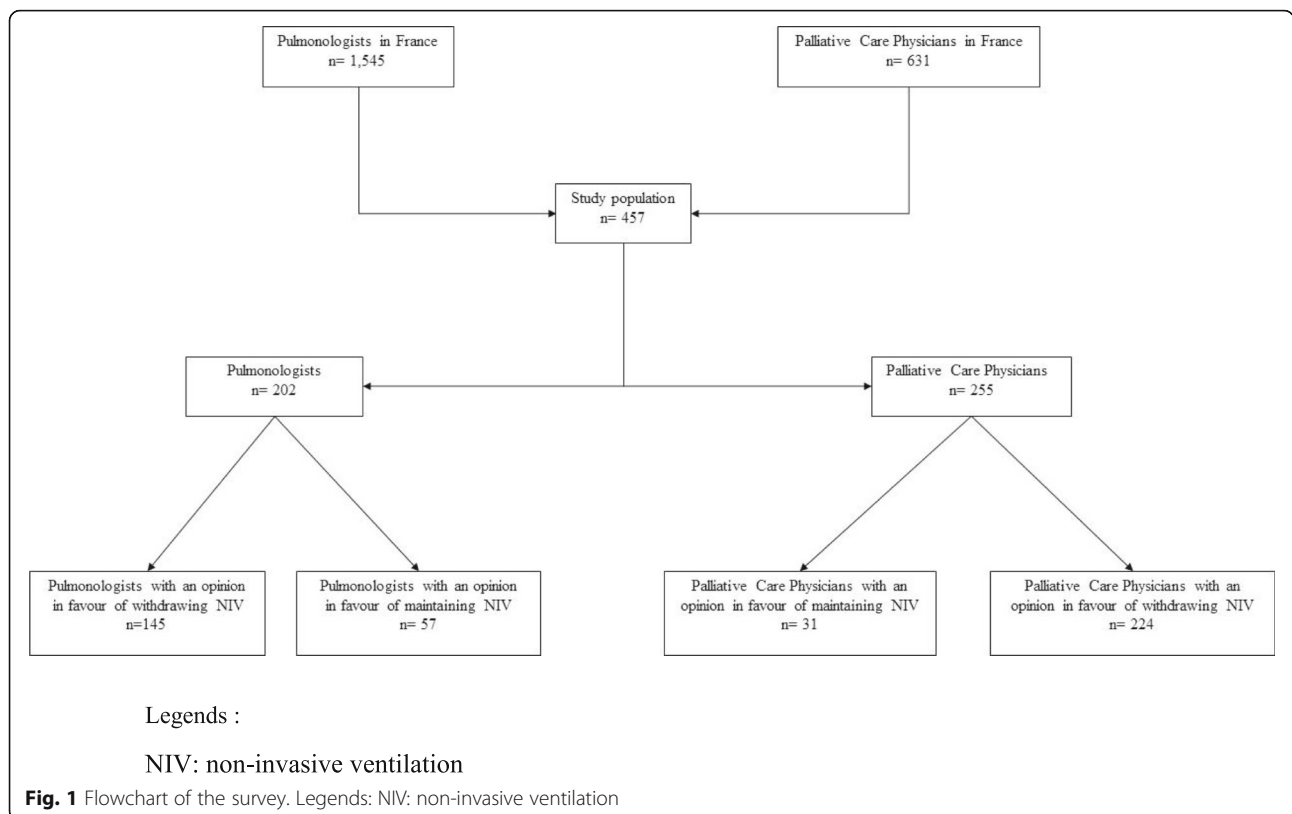 Pulmonologists in France
n= 1,545
Palliative Care Physicians in France
n= 631
Study population
n= 457
Pulmonologists
n= 202
Palliative Care Physicians
n= 255
Pulmonologists with an opinion
in favour of withdrawing NIV
n=145
Pulmonologists with an opinion
in favour of maintaining NIV
n= 57
Palliative Care Physicians with an
opinion in favour of maintaining NIV
n= 31
Palliative Care Physicians with an
opinion in favour of withdrawing NIV
n= 224
Legends :
NIV: non-invasive ventilation
Fig. 1 Flowchart of the survey. Legends: NIV: non-invasive ventilation